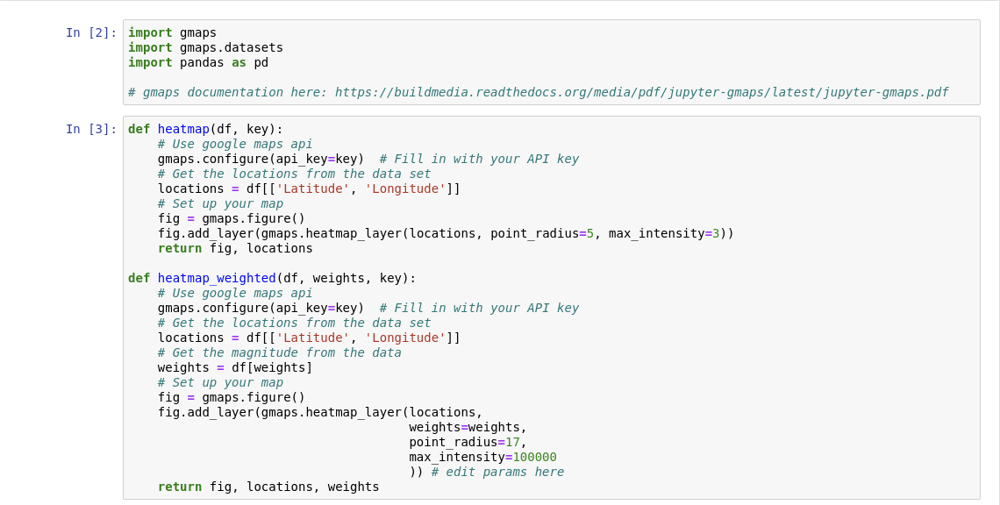 In [2]: import gmaps
import gmaps.datasets
import pandas as pd
# gmaps documentation here: https://buildmedia.readthedocs.org/media/pdf/jupyter-gmaps/latest/jupyter-gmaps.pdf
In [3]: def heatmap(df, key):
    # Use google maps api
    gmaps.configure(api_key=key)  # Fill in with your API key
    # Get the locations from the data set
    locations = df[['Latitude', 'Longitude']]
    # Set up your map
    fig = gmaps.figure()
    fig.add_layer(gmaps.heatmap_layer(locations, point_radius=5, max_intensity=3))
    return fig, locations
def heatmap_weighted(df, weights, key):
    # Use google maps api
    gmaps.configure(api_key=key)  # Fill in with your API key
    # Get the locations from the data set
    locations = df[['Latitude', 'Longitude']]
    # Get the magnitude from the data
    weights = df[weights]
    # Set up your map
    fig = gmaps.figure()
    fig.add_layer(gmaps.heatmap_layer(locations,
                                      weights=weights,
                                      point_radius=17,
                                      max_intensity=100000
                                      )) # edit params here
    return fig, locations, weights